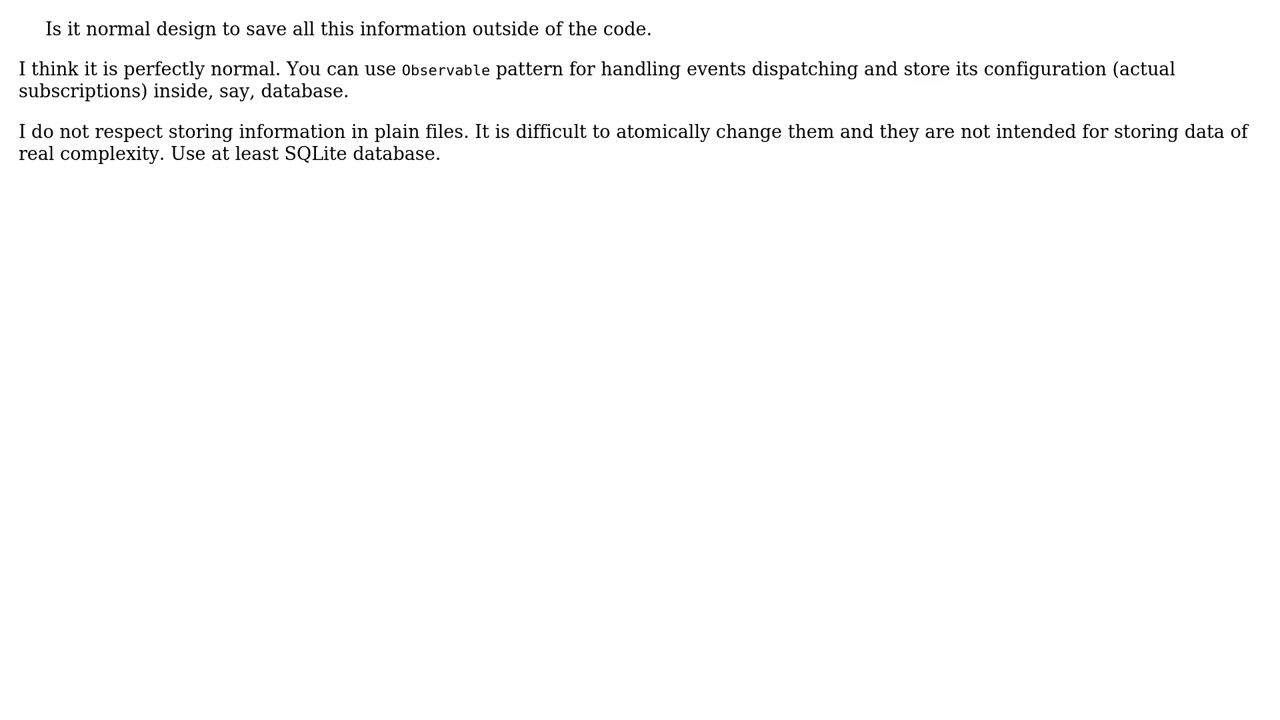 Is it normal design to save all this information outside of the code.
I think it is perfectly normal. You can use Observable pattern for handling events dispatching and store its configuration (actual
subscriptions) inside, say, database.
I do not respect storing information in plain files. It is difficult to atomically change them and they are not intended for storing data of
real complexity. Use at least SQLite database.